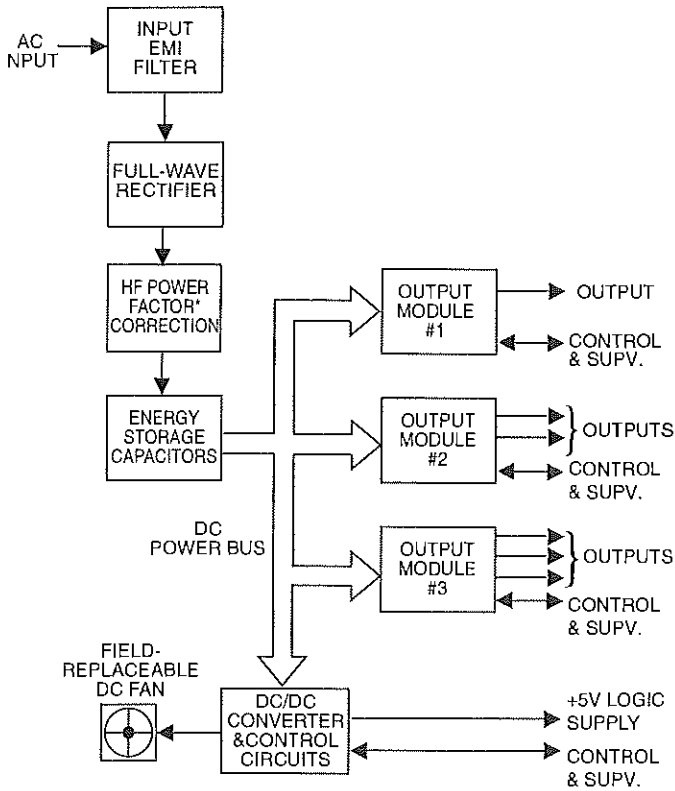 AC
NPUT
INPUT
EMI
FILTER
FULL-WAVE
RECTIFIER
HF POWER
FACTOR*
CORRECTION
ENERGY
STORAGE
CAPACITORS
DC
POWER BUS
OUTPUT
MODULE
#1
OUTPUT
CONTROL
& SUPV.
OUTPUT
MODULE
#2
OUTPUTS
CONTROL
& SUPV.
OUTPUT
MODULE
#3
OUTPUTS
CONTROL
& SUPV.
FIELD-
REPLACEABLE
DC FAN
DC/DC
CONVERTER
&CONTROL
CIRCUITS
+5V LOGIC
SUPPLY
CONTROL
& SUPV.